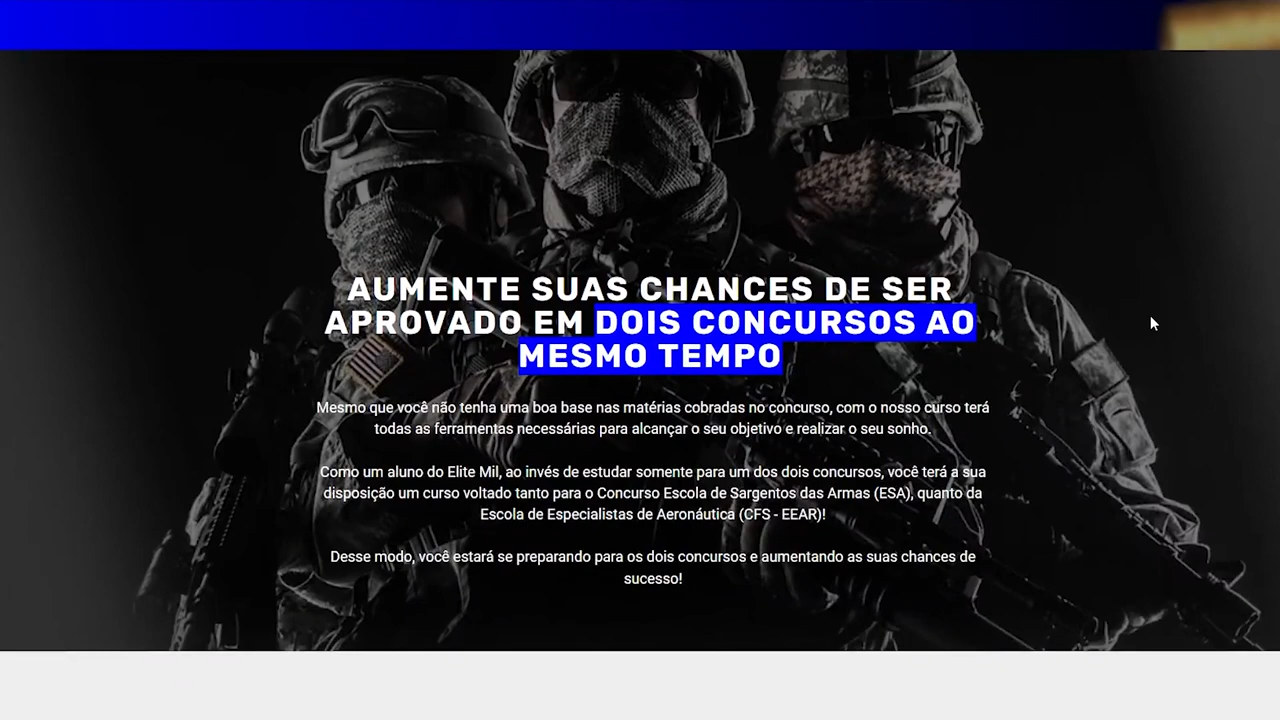 AUMENTE SUAS CHANCES DE SER
APROVADO EM DOIS CONCURSOS AO
MESMO TEMPO
Mesmo que você não tenha uma boa base nas matérias cobradas no concurso, com o nosso curso terá
todas as ferramentas necessárias para alcançar o seu objetivo e realizar o seu sonho.
Como um aluno do Elite Mil, ao invés de estudar somente para um dos dois concursos, você terá a sua
disposição um curso voltado tanto para o Concurso Escola de Sargentos das Armas (ESA), quanto da
Escola de Especialistas de Aeronáutica (CFS - EEAR)!
Desse modo, você estará se preparando para os dois concursos e aumentando as suas chances de
sucesso!